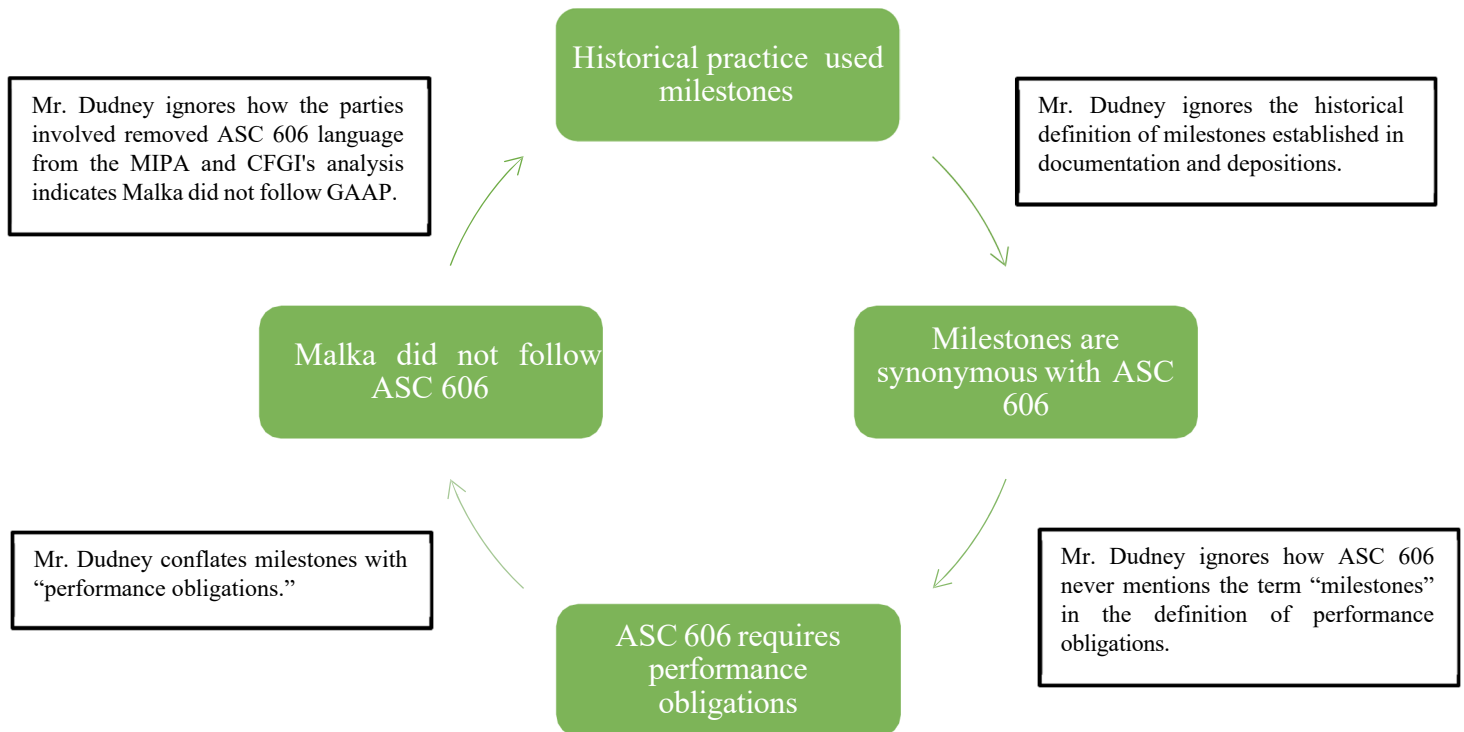 Historical practice used
milestones
Mr. Dudney ignores how the parties
involved removed ASC 606 language
from the MIPA and CFGI's analysis
indicates Malka did not follow GAAP.
Mr. Dudney ignores the historical
definition of milestones established in
documentation and depositions.
Malka did not follow
ASC 606
Milestones are
synonymous with ASC
606
Mr. Dudney conflates milestones with
“performance obligations.”
ASC 606 requires
performance
obligations
Mr. Dudney ignores how ASC 606
never mentions the term “milestones”
in the definition of performance
obligations.